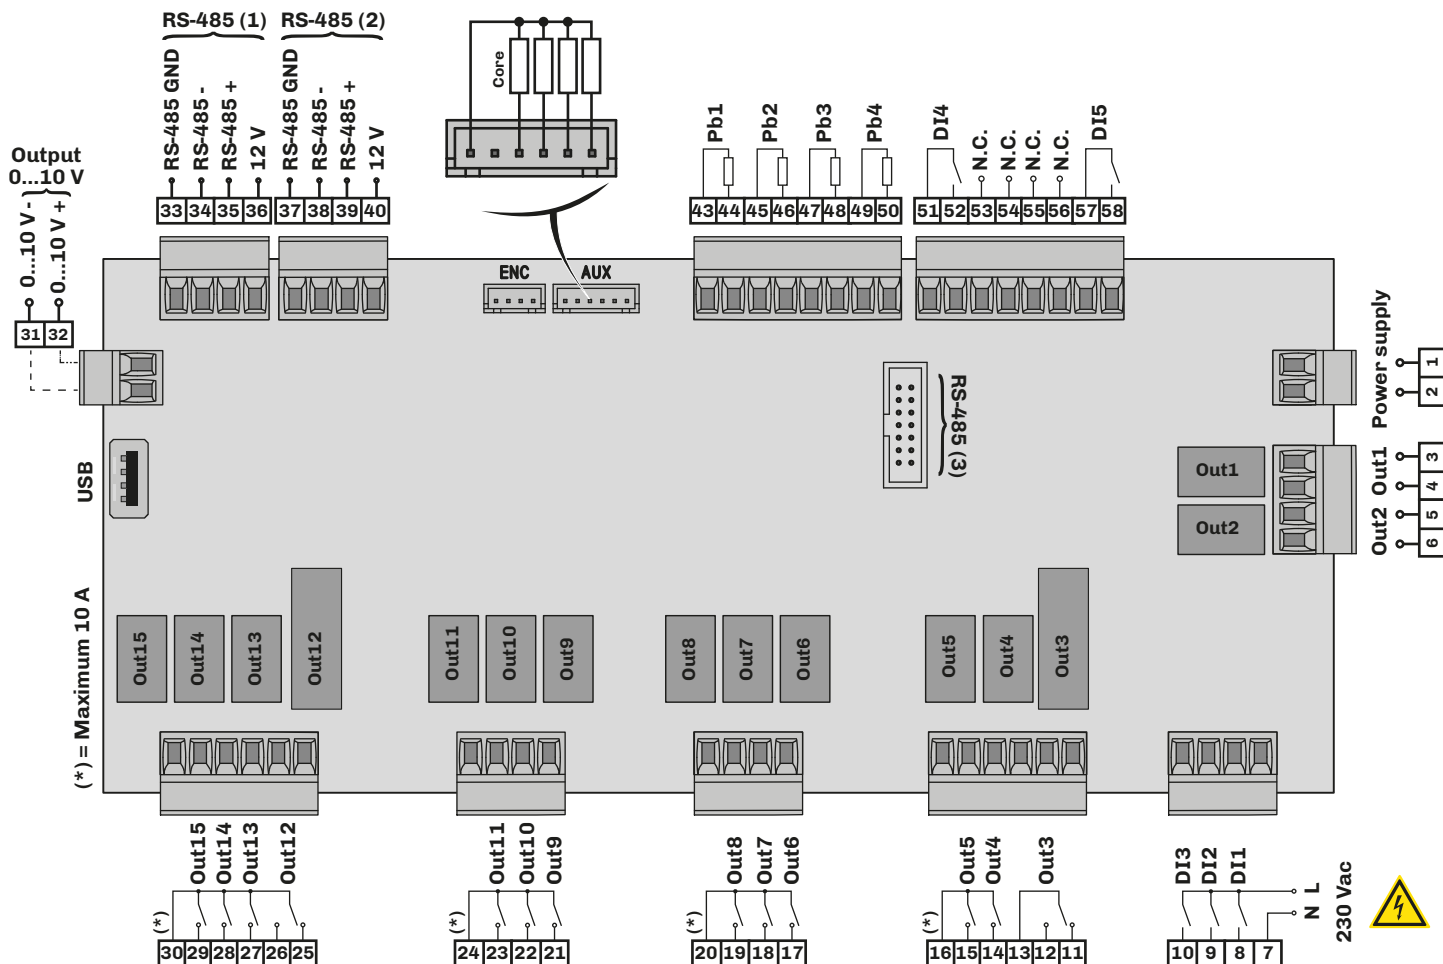 RS-485 (1) RS-485 (2)
RS-485 GND
RS-485 -
RS-485 +
12 V
RS-485 GND
RS-485 -
RS-485 +
12 V
Core
Pb1
Pb2
Pb3
Pb4
DI4
N.C.
N.C.
N.C.
N.C.
DI5
Output
0...10 V
0...10 V -
0...10 V +
33 34 35 36 37 38 39 40
43 44 45 46 47 48 49 50
51 52 53 54 55 56 57 58
ENC AUX
31 32
Power supply
1
2
RS-485 (3)
USB
Out1
Out2
Out1
Out2
3
4
5
6
(*) = Maximum 10 A
Out15
Out14
Out13
Out12
Out11
Out10
Out9
Out8
Out7
Out6
Out5
Out4
Out3
(*)
Out15
Out14
Out13
Out12
30 29 28 27 26 25
(*)
Out11
Out10
Out9
24 23 22 21
(*)
Out8
Out7
Out6
20 19 18 17
(*)
Out5
Out4
Out3
16 15 14 13 12 11
DI3
DI2
DI1
L
N
230 Vac
10 9 8 7